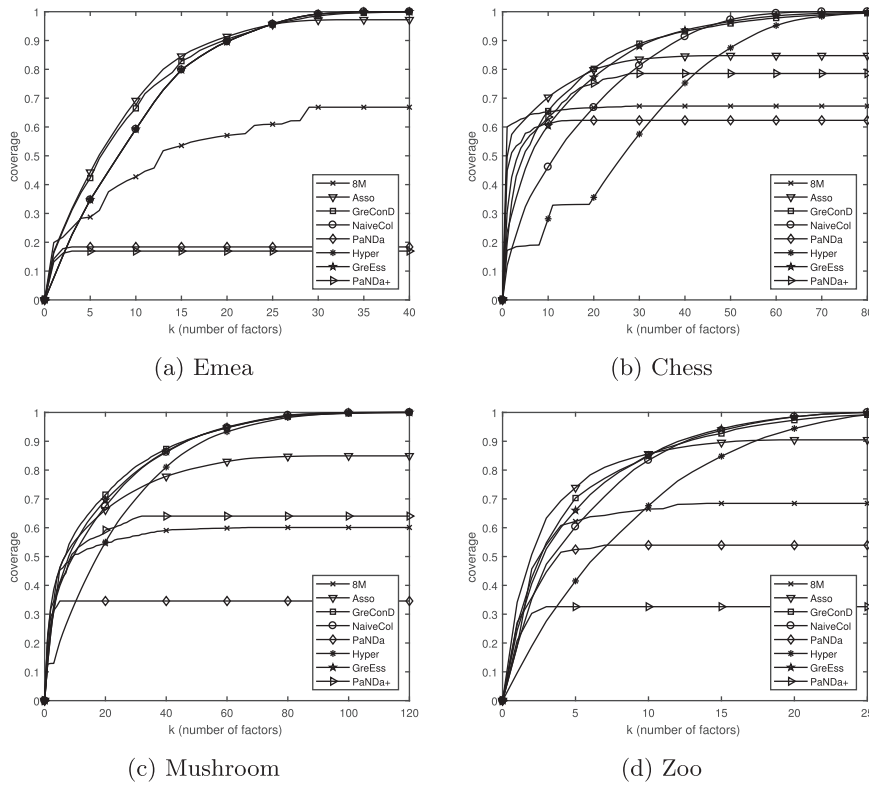 1
0.9
0.8
0.7
0.6
0.5
0.4
0.3
0.2
0.1
0
coverage
8M
Asso
GreConD
NaiveCol
PaNDa
Hyper
GreEss
PaNDa+
0 5 10 15 20 25 30 35 40
k (number of factors)
(a) Emea
1
0.9
0.8
0.7
0.6
0.5
0.4
0.3
0.2
0.1
0
coverage
8M
Asso
GreConD
NaiveCol
PaNDa
Hyper
GreEss
PaNDa+
0 10 20 30 40 50 60 70 80
k (number of factors)
(b) Chess
1
0.9
0.8
0.7
0.6
0.5
0.4
0.3
0.2
0.1
0
coverage
8M
Asso
GreConD
NaiveCol
PaNDa
Hyper
GreEss
PaNDa+
0 20 40 60 80 100 120
k (number of factors)
(c) Mushroom
1
0.9
0.8
0.7
0.6
0.5
0.4
0.3
0.2
0.1
0
coverage
8M
Asso
GreConD
NaiveCol
PaNDa
Hyper
GreEss
PaNDa+
0 5 10 15 20 25
k (number of factors)
(d) Zoo